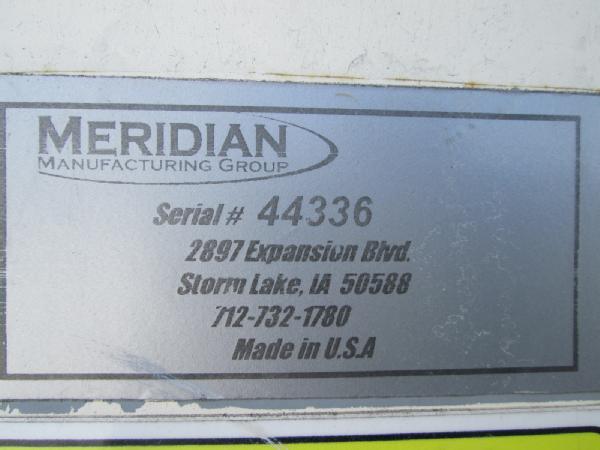 MERIDIAN
MANUFACTURING GROUP
Serial # 44336
2897 Expansion Blvd.
Storm Lake, IA 50588
712-732-1780
Made in U.S.A